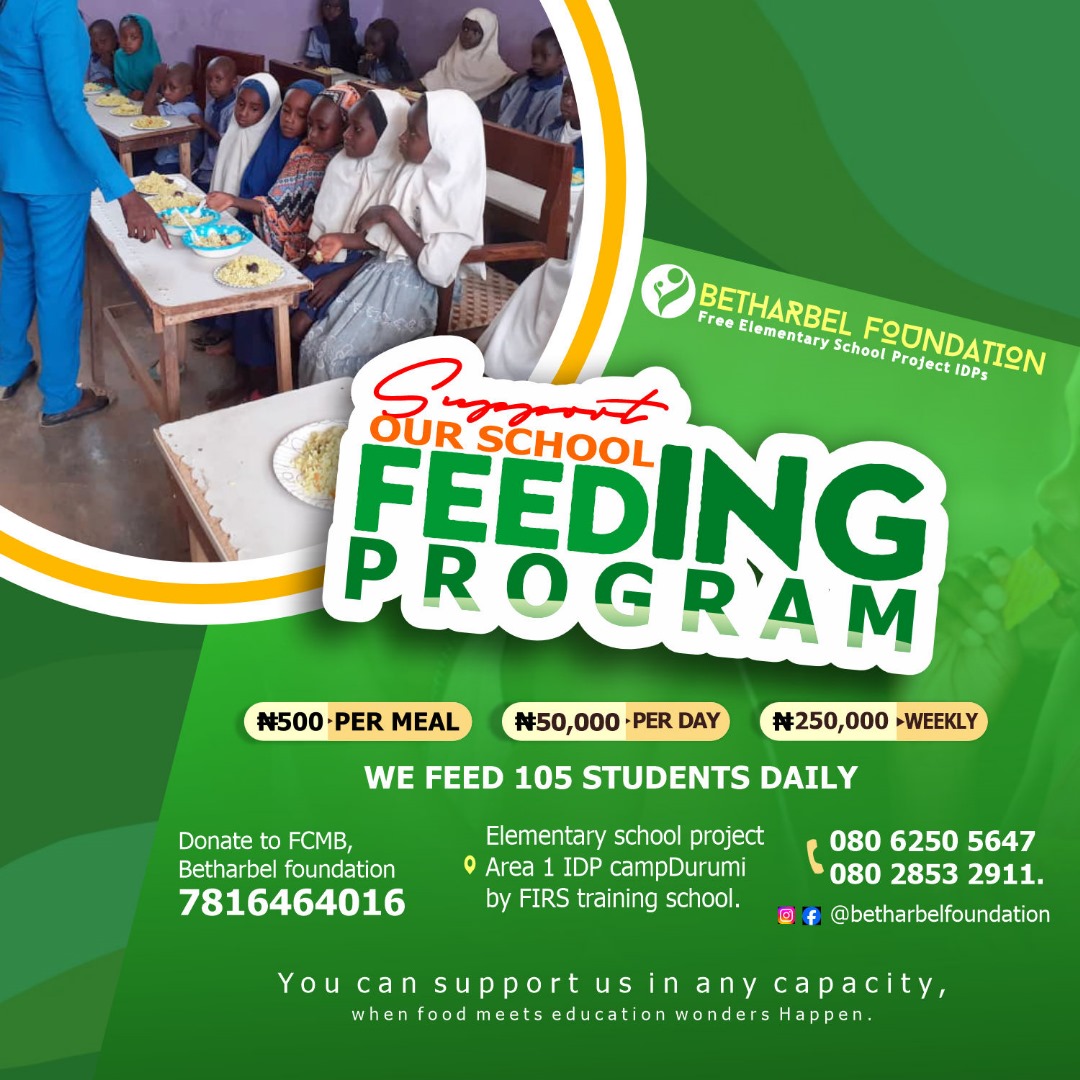 BETHARBEL FOUNDATION
Free Elementary School Project IDPs
Support
OUR SCHOOL
FEEDING
PROGRAM
₦500 PER MEAL
₦50,000 PER DAY
₦250,000 WEEKLY
WE FEED 105 STUDENTS DAILY
Donate to FCMB,
Betharbel foundation
7816464016
Elementary school project
Area 1 IDP campDurumi
by FIRS training school.
080 6250 5647
080 2853 2911.
@betharbelfoundation
You can support us in any capacity,
when food meets education wonders Happen.